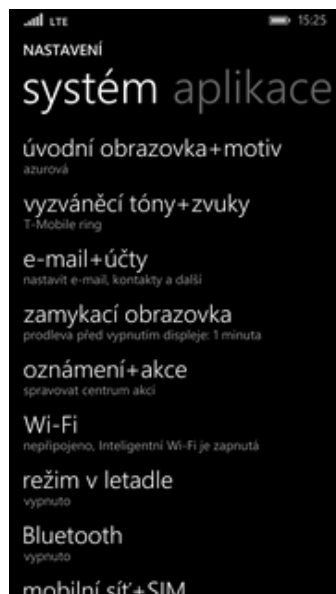 LTE 15:25
NASTAVENÍ
systém aplikace
úvodní obrazovka+motiv
azurová
vyzváněcí tóny+zvuky
T-Mobile ring
e-mail+účty
nastavit e-mail, kontakty a další
zamykací obrazovka
prodleva před vypnutím displeje: 1 minuta
oznámení+akce
spravovat centrum akcí
Wi-Fi
nepřipojeno, Inteligentní Wi-Fi je zapnutá
režim v letadle
vypnuto
Bluetooth
vypnuto
mobilní síť+SIM